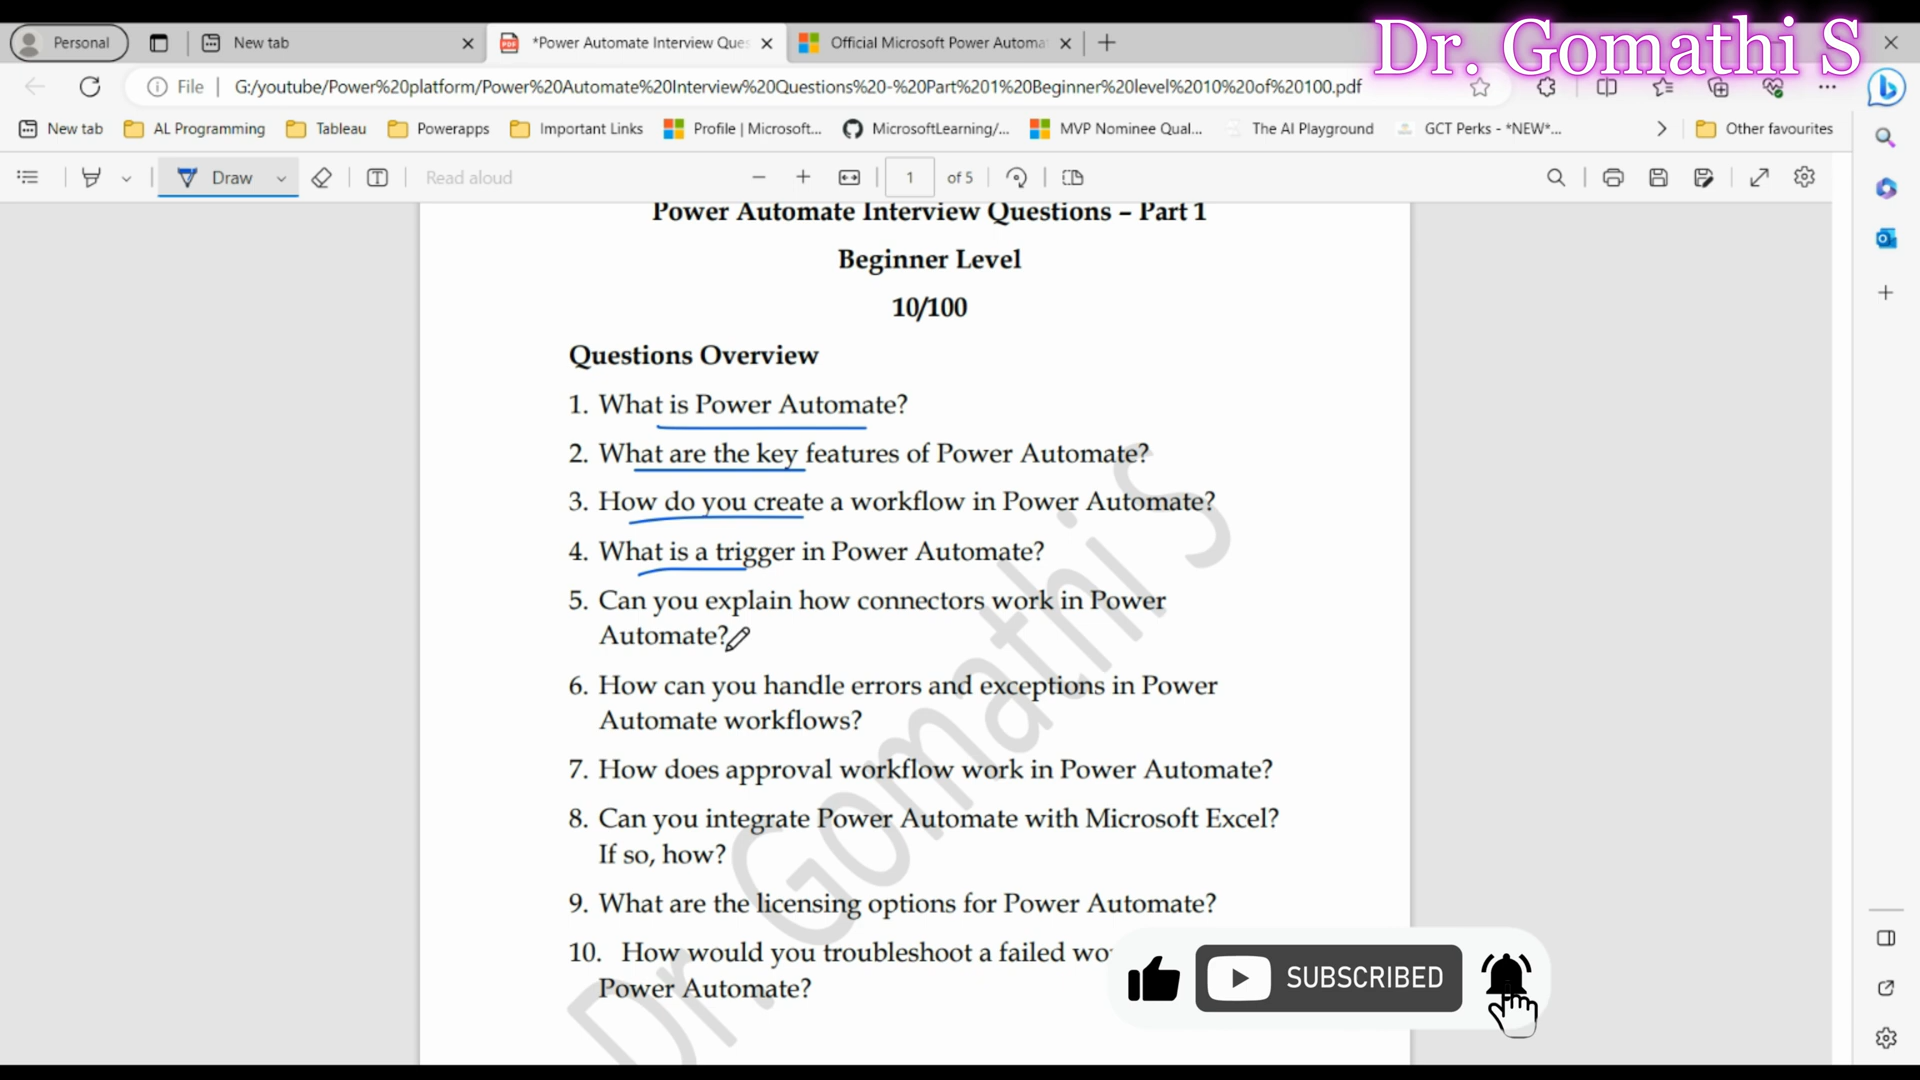 Dr. Gomathi S
Personal
New tab
*Power Automate Interview Ques
Official Microsoft Power Automa
File
G:/youtube/Power%20platform/Power%20Automate%20Interview%20Questions%20-%20Part%201%20Beginner%20level%2010%20of%20100.pdf
New tab
AL Programming
Tableau
Powerapps
Important Links
Profile | Microsoft...
MicrosoftLearning/...
MVP Nominee Qual...
The AI Playground
GCT Perks - *NEW*...
Other favourites
Draw
Read aloud
1
of 5
Power Automate Interview Questions – Part 1
Beginner Level
10/100
Questions Overview
1. What is Power Automate?
2. What are the key features of Power Automate?
3. How do you create a workflow in Power Automate?
4. What is a trigger in Power Automate?
5. Can you explain how connectors work in Power
Automate?
6. How can you handle errors and exceptions in Power
Automate workflows?
7. How does approval workflow work in Power Automate?
8. Can you integrate Power Automate with Microsoft Excel?
If so, how?
9. What are the licensing options for Power Automate?
10. How would you troubleshoot a failed wo
Power Automate?
Dr. Gomathi S
SUBSCRIBED